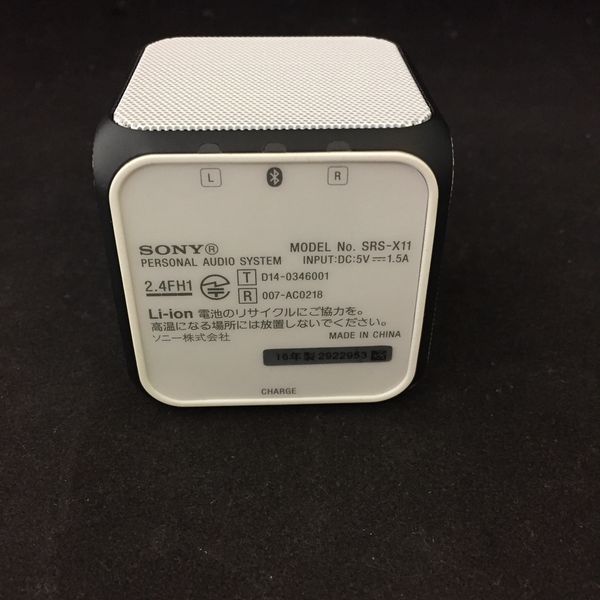 L R
SONY® MODEL No. SRS-X11
PERSONAL AUDIO SYSTEM INPUT:DC:5V⎓1.5A
2.4FH1 T D14-0346001
R 007-AC0218
Li-ion 電池のリサイクルにご協力を。
高温になる場所には放置しないでください。
ソニー株式会社 MADE IN CHINA
16年製 2922953
CHARGE